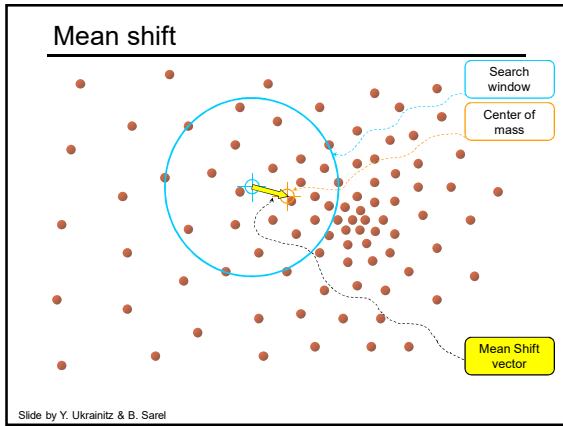 Mean shift
Search
window
Center of
mass
Mean Shift
vector
Slide by Y. Ukrainitz & B. Sarel